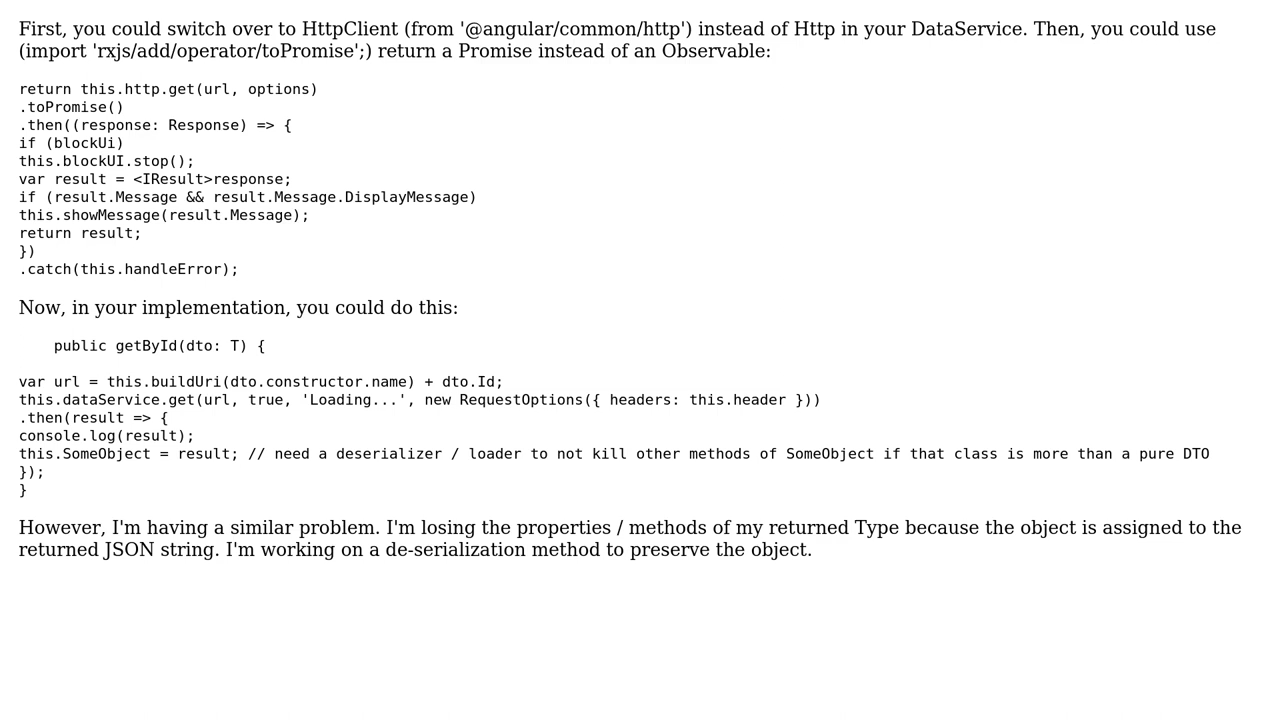 First, you could switch over to HttpClient (from '@angular/common/http') instead of Http in your DataService. Then, you could use
(import 'rxjs/add/operator/toPromise';) return a Promise instead of an Observable:
return this.http.get(url, options)
.toPromise()
.then((response: Response) => {
if (blockUi)
this.blockUI.stop();
var result = <IResult>response;
if (result.Message && result.Message.DisplayMessage)
this.showMessage(result.Message);
return result;
})
.catch(this.handleError);
Now, in your implementation, you could do this:
    public getById(dto: T) {
var url = this.buildUri(dto.constructor.name) + dto.Id;
this.dataService.get(url, true, 'Loading...', new RequestOptions({ headers: this.header }))
.then(result => {
console.log(result);
this.SomeObject = result; // need a deserializer / loader to not kill other methods of SomeObject if that class is more than a pure DTO
});
}
However, I'm having a similar problem. I'm losing the properties / methods of my returned Type because the object is assigned to the
returned JSON string. I'm working on a de-serialization method to preserve the object.